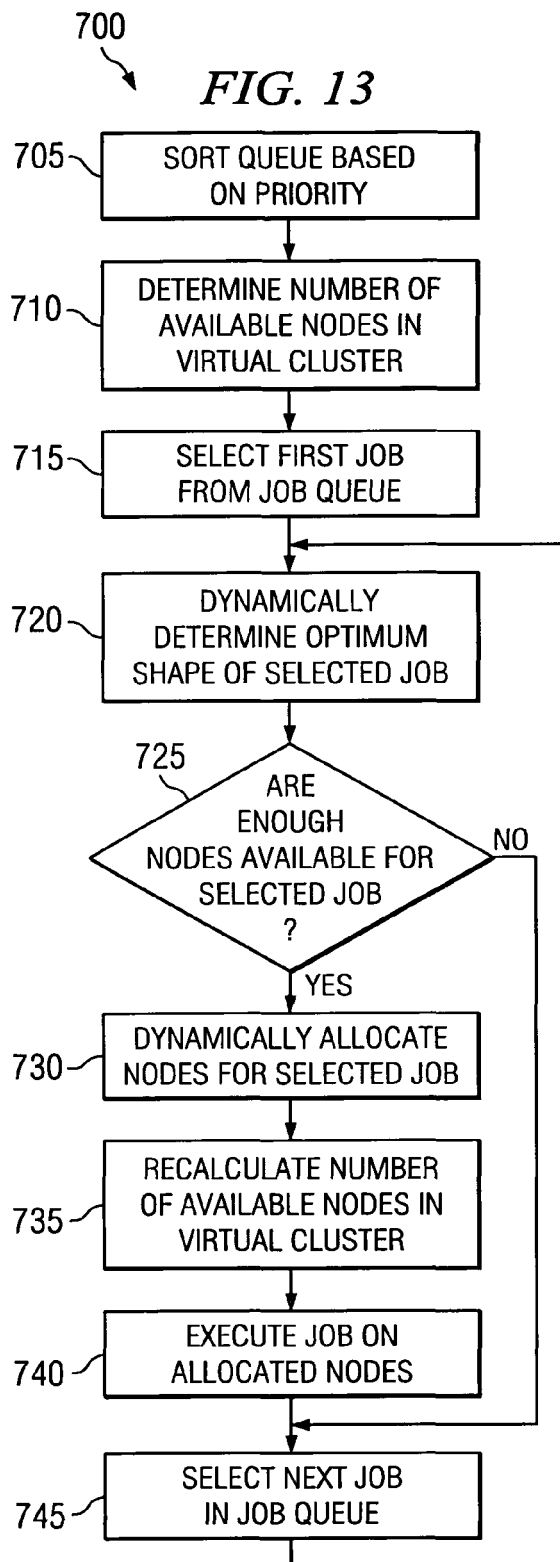 700
FIG. 13
705
SORT QUEUE BASED
ON PRIORITY
710
DETERMINE NUMBER OF
AVAILABLE NODES IN
VIRTUAL CLUSTER
715
SELECT FIRST JOB
FROM JOB QUEUE
720
DYNAMICALLY
DETERMINE OPTIMUM
SHAPE OF SELECTED JOB
725
ARE
ENOUGH
NODES AVAILABLE FOR
SELECTED JOB
?
NO
YES
730
DYNAMICALLY ALLOCATE
NODES FOR SELECTED JOB
735
RECALCULATE NUMBER
OF AVAILABLE NODES IN
VIRTUAL CLUSTER
740
EXECUTE JOB ON
ALLOCATED NODES
745
SELECT NEXT JOB
IN JOB QUEUE